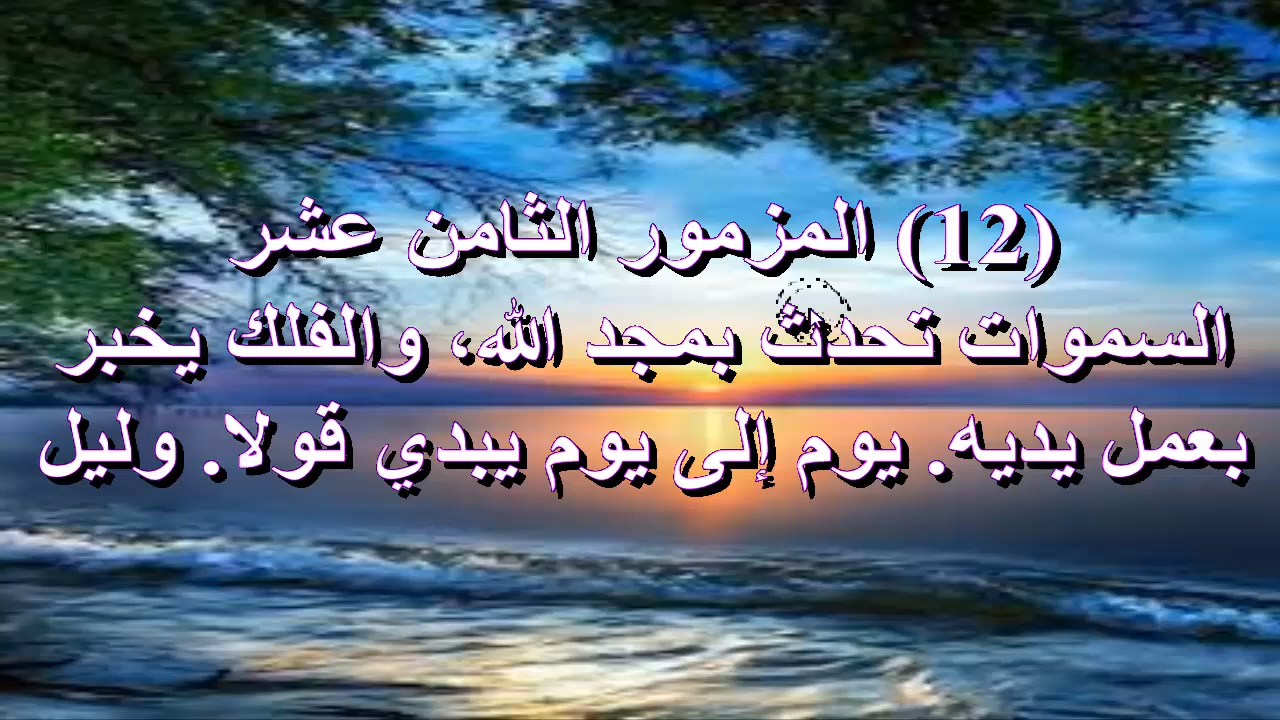 (12) المزمور الثامن عشر
السموات تحدث بمجد الله، والفلك يخبر
بعمل يديه. يوم إلى يوم يبدي قولا. وليل